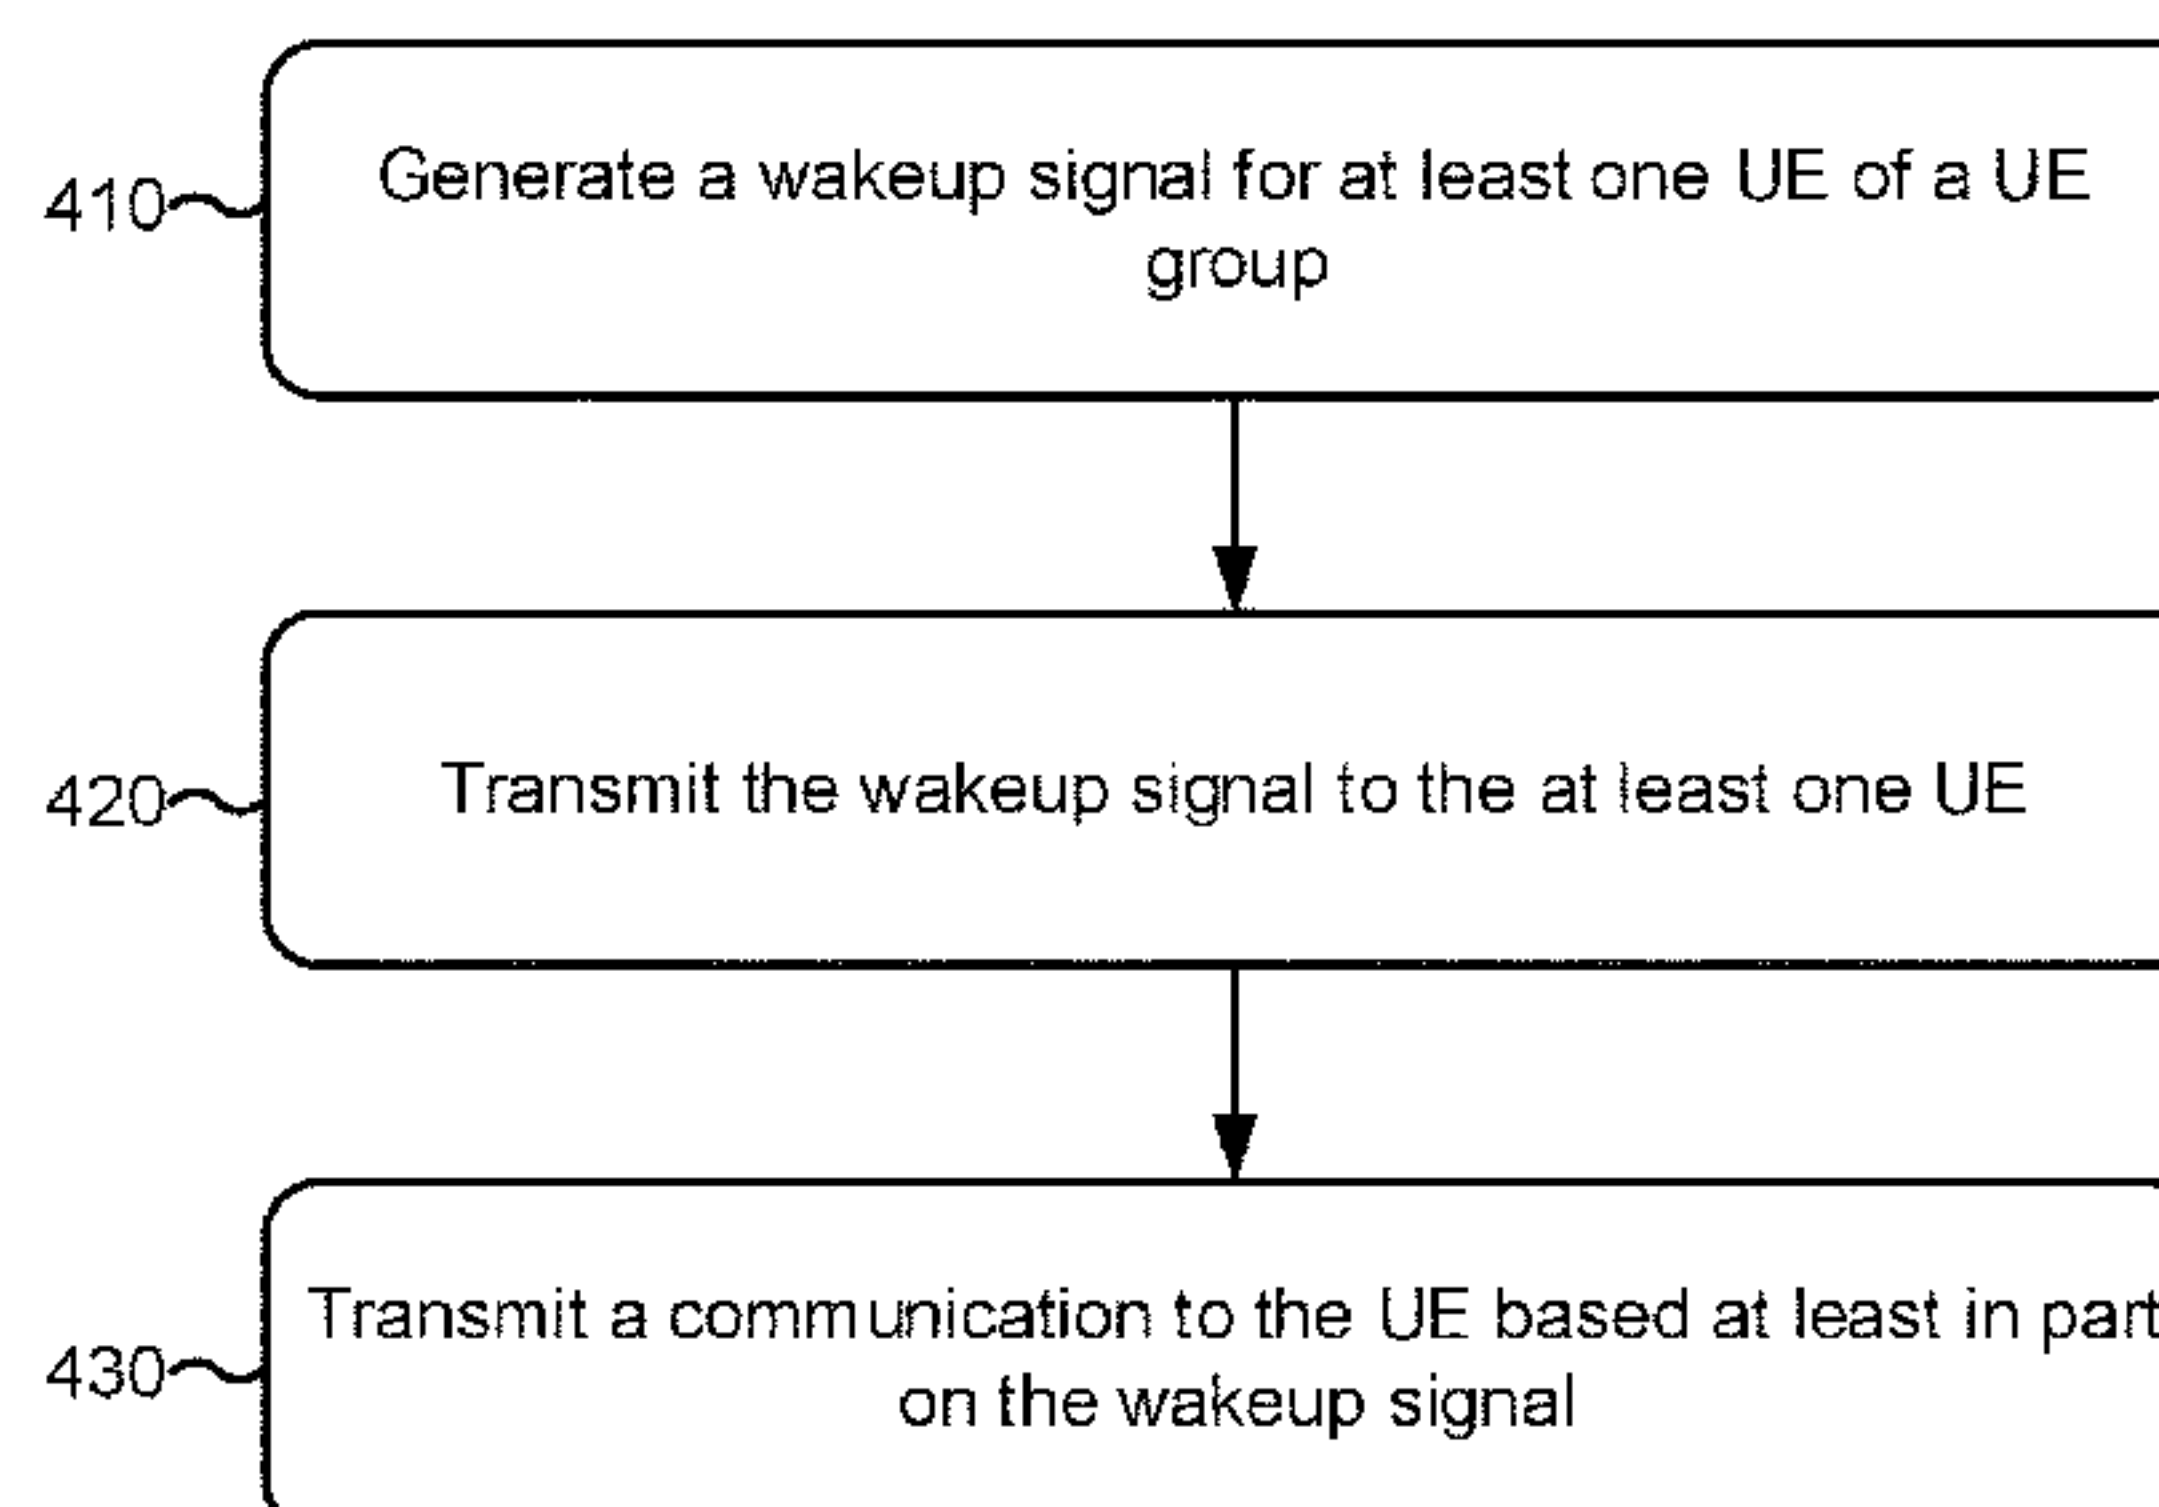 410
Generate a wakeup signal for at least one UE of a UE
group
420
Transmit the wakeup signal to the at least one UE
430
Transmit a communication to the UE based at least in part
on the wakeup signal